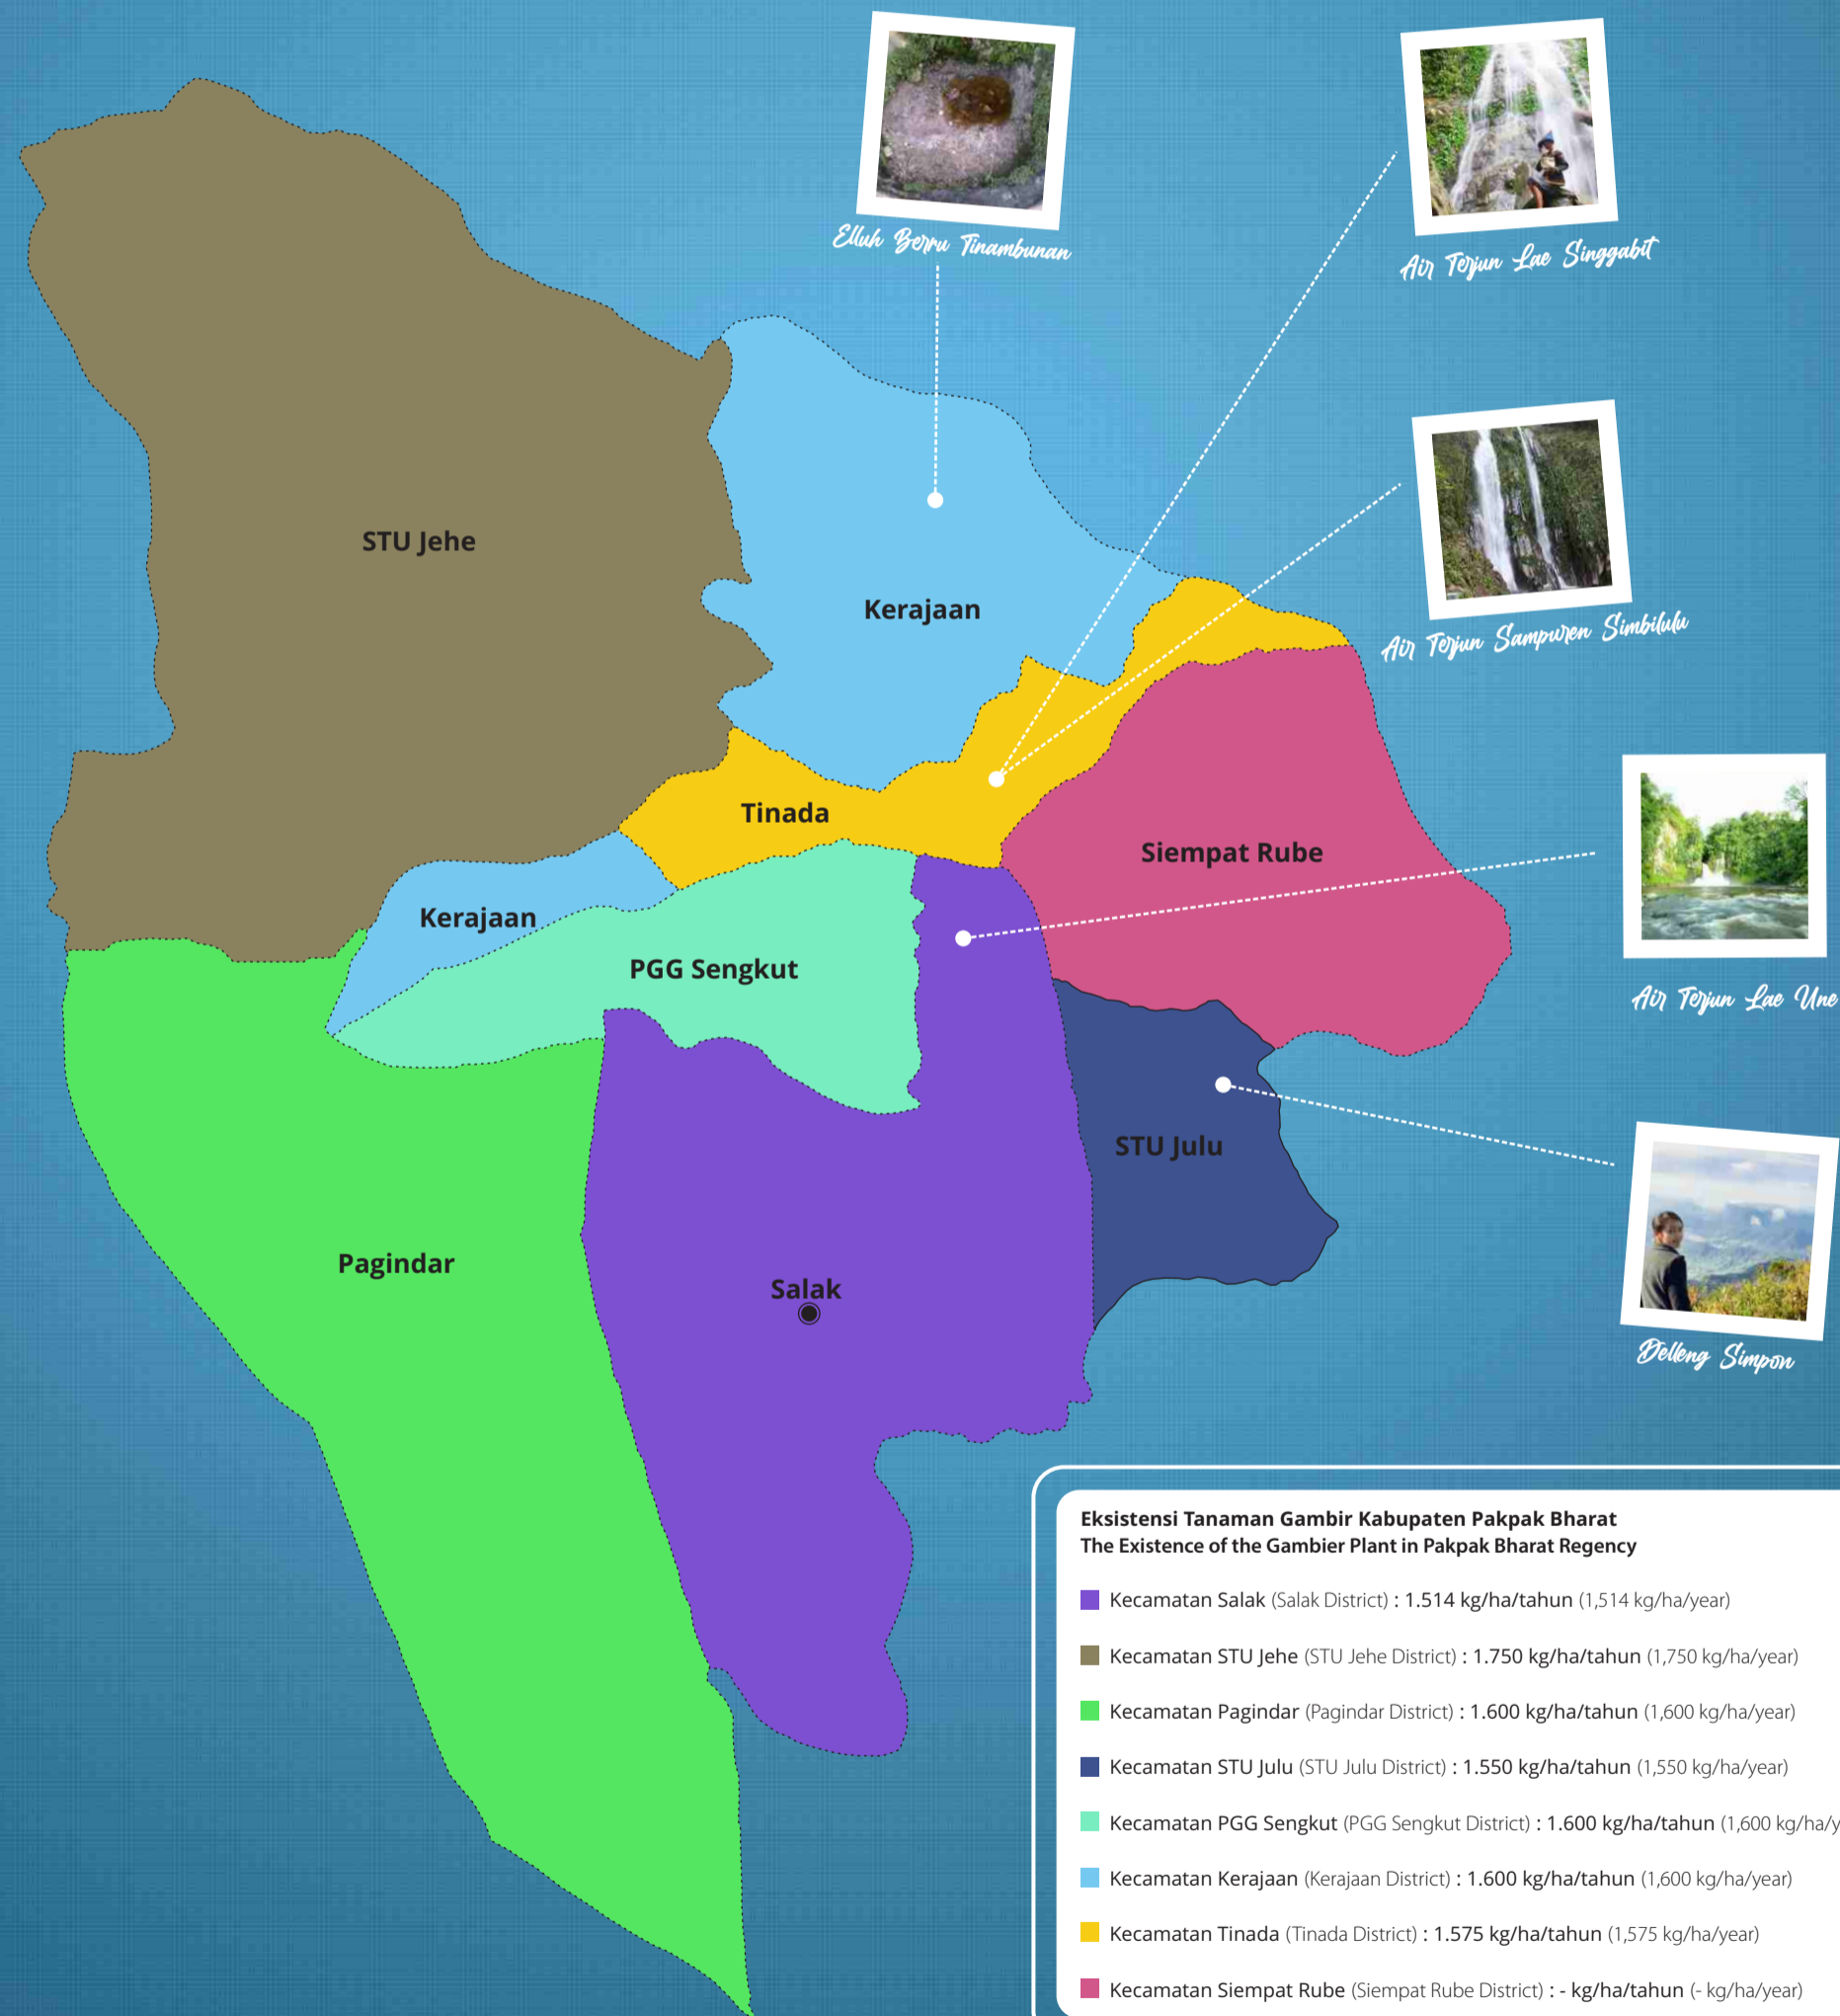 Elluh Berru Tinambunan
Air Terjun Lae Singgabit
Air Terjun Sampuren Simbilulu
STU Jehe
Kerajaan
Tinada
Siempat Rube
Kerajaan
PGG Sengkut
Air Terjun Lae Une
STU Julu
Pagindar
Salak
Delleng Simpon
Eksistensi Tanaman Gambir Kabupaten Pakpak Bharat
The Existence of the Gambier Plant in Pakpak Bharat Regency
Kecamatan Salak (Salak District) : 1.514 kg/ha/tahun (1,514 kg/ha/year)
Kecamatan STU Jehe (STU Jehe District) : 1.750 kg/ha/tahun (1,750 kg/ha/year)
Kecamatan Pagindar (Pagindar District) : 1.600 kg/ha/tahun (1,600 kg/ha/year)
Kecamatan STU Julu (STU Julu District) : 1.550 kg/ha/tahun (1,550 kg/ha/year)
Kecamatan PGG Sengkut (PGG Sengkut District) : 1.600 kg/ha/tahun (1,600 kg/ha/y
Kecamatan Kerajaan (Kerajaan District) : 1.600 kg/ha/tahun (1,600 kg/ha/year)
Kecamatan Tinada (Tinada District) : 1.575 kg/ha/tahun (1,575 kg/ha/year)
Kecamatan Siempat Rube (Siempat Rube District) : - kg/ha/tahun (- kg/ha/year)